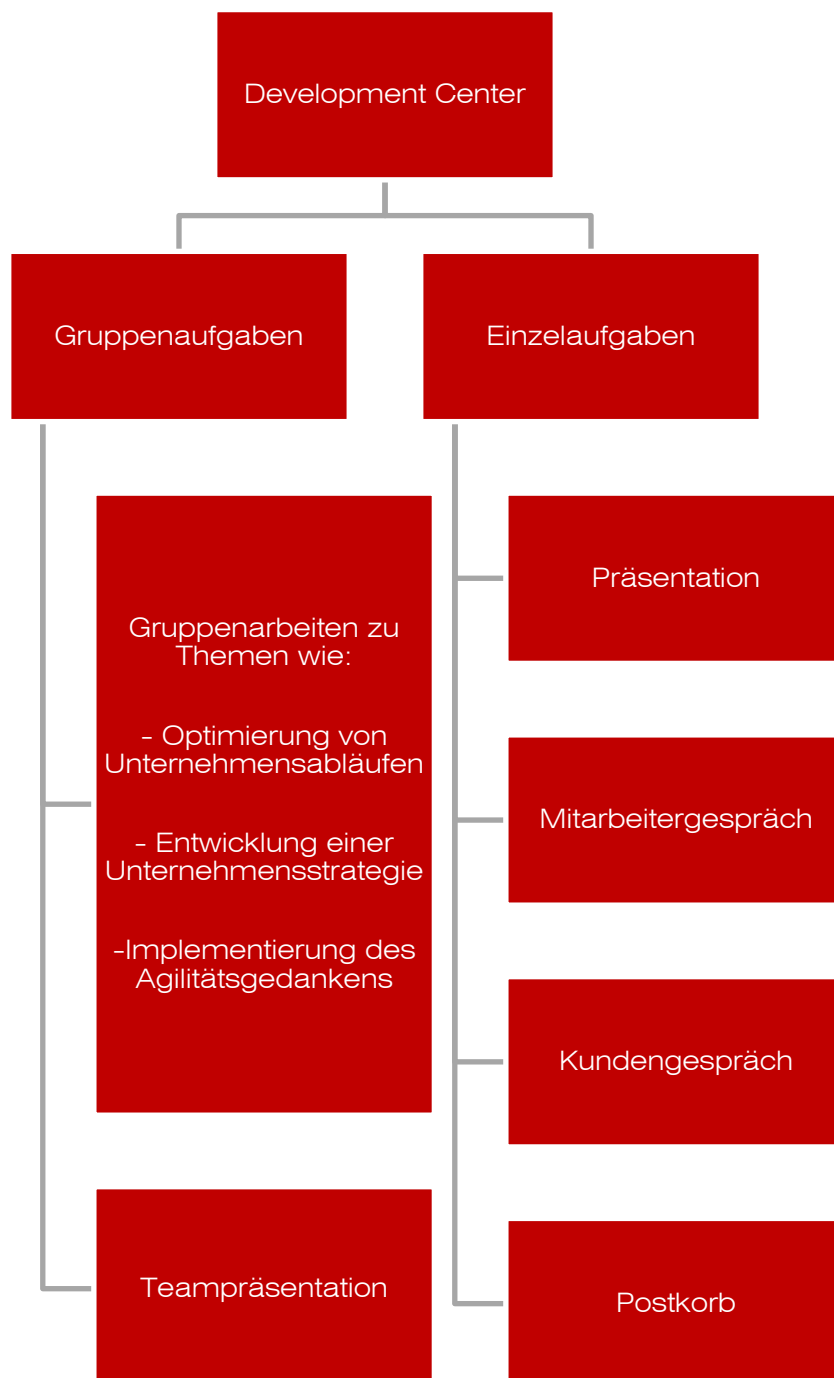 Development Center
Gruppenaufgaben
Gruppenarbeiten zu
Themen wie:
- Optimierung von
Unternehmensabläufen
- Entwicklung einer
Unternehmensstrategie
-Implementierung des
Agilitätsgedankens
Teampräsentation
Einzelaufgaben
Präsentation
Mitarbeitergespräch
Kundengespräch
Postkorb